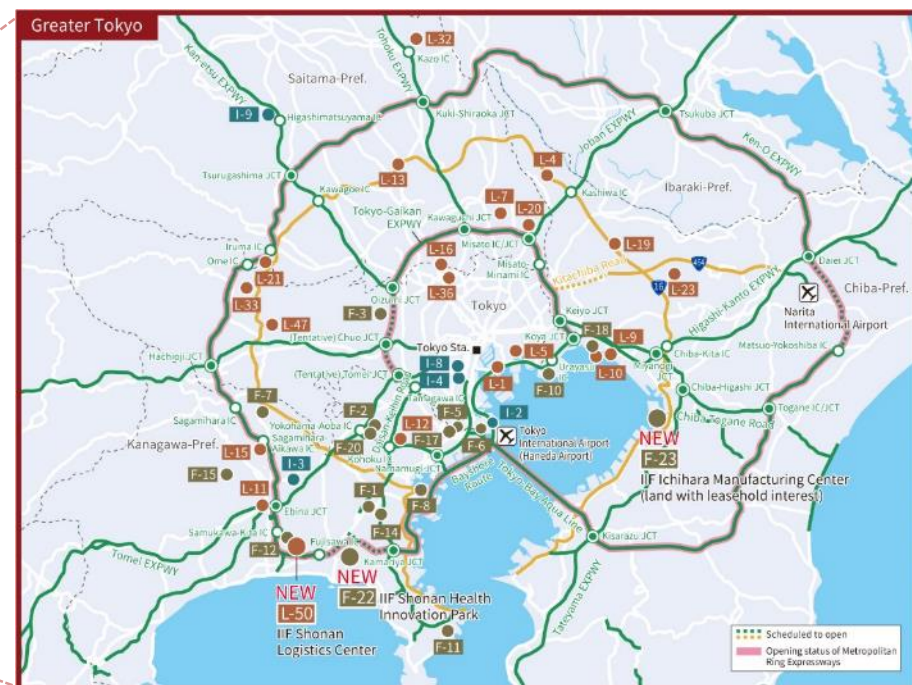 Greater Tokyo
L-32
Kazo IC
Tohoku EXPWY
Kan-etsu EXPWY
Saitama-Pref.
I-9
Higashimatsuyama IC
Kuki-Shiraoka JCT
Tsukuba JCT
Joban EXPWY
Ken-O EXPWY
Tsurugashima JCT
L-13
L-4
Kawagoe IC
Kashiwa IC
Ibaraki-Pref.
L-7
L-20
Tokyo-Gaikan
EXPWY
Kawaguchi JCT
Misato IC/JCT
L-19
Iruma IC
Ome IC
L-21
L-16
Misato-
Minami IC
Kitachiba Road
464
Daiei JCT
L-33
L-36
Tokyo
16
L-23
Higashi-Kanto EXPWY
Chiba-Pref.
Oizumi JCT
F-3
Keiyo JCT
Narita
International Airport
L-47
F-18
(Tentative) Chuo JCT
Tokyo Sta.
Koya JCT
L-9
Matsuo-Yokoshiba IC
Hachioji JCT
I-8
L-5
Urayasu
IC
L-10
Miyanogi
JCT
Chiba-Kita IC
(Tentative) Tomei JCT
I-4
L-1
F-10
Chiba-Higashi JCT
Tamagawa IC
F-7
Daisan-Keihin Road
F-2
F-5
I-2
Togane IC/JCT
Sagamihara IC
Yokohama Aoba IC
L-12
F-17
F-6
Tokyo
International Airport
(Haneda Airport)
Chiba-Togane Road
F-20
NEW
F-23
Kanagawa-Pref.
Sagamihara-
Aikawa IC
Kohoku IC
L-15
Namamugi-JCT
IIF Ichihara Manufacturing Center
(land with leasehold interest)
F-15
I-3
Bayshore
Route
Tokyo-Bay Aqua Line
L-11
F-1
F-8
Ebina JCT
F-14
Samukawa-Kita IC
Fujisawa IC
Kisarazu JCT
F-12
Kamariya JCT
Tomei EXPWY
NEW
L-50
IIF Shonan
Logistics Center
NEW
F-22
IIF Shonan Health
Innovation Park
Tateyama EXPWY
F-11
Scheduled to open
Opening status of Metropolitan
Ring Expressways